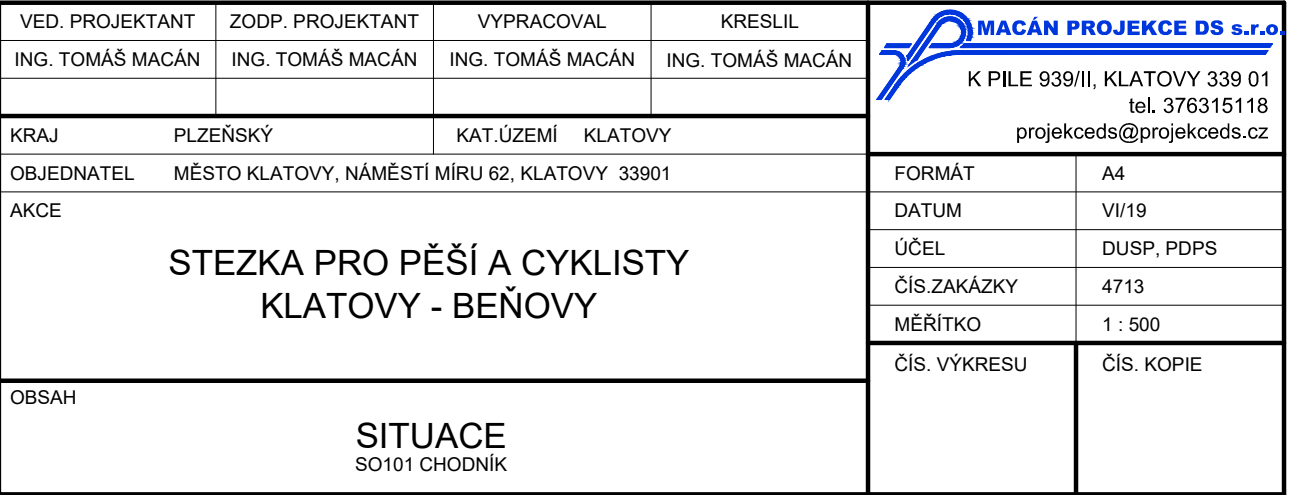 VED. PROJEKTANT ZODP. PROJEKTANT VYPRACOVAL KRESLIL
ING. TOMÁŠ MACÁN ING. TOMÁŠ MACÁN ING. TOMÁŠ MACÁN ING. TOMÁŠ MACÁN
MACÁN PROJEKCE DS s.r.o.
K PILE 939/II, KLATOVY 339 01
tel. 376315118
projekceds@projekceds.cz
KRAJ PLZEŇSKÝ KAT.ÚZEMÍ KLATOVY
OBJEDNATEL MĚSTO KLATOVY, NÁMĚSTÍ MÍRU 62, KLATOVY 33901
AKCE
STEZKA PRO PĚŠÍ A CYKLISTY
KLATOVY - BEŇOVY
OBSAH
SITUACE
SO101 CHODNÍK
FORMÁT A4
DATUM VI/19
ÚČEL DUSP, PDPS
ČÍS.ZAKÁZKY 4713
MĚŘÍTKO 1 : 500
ČÍS. VÝKRESU ČÍS. KOPIE